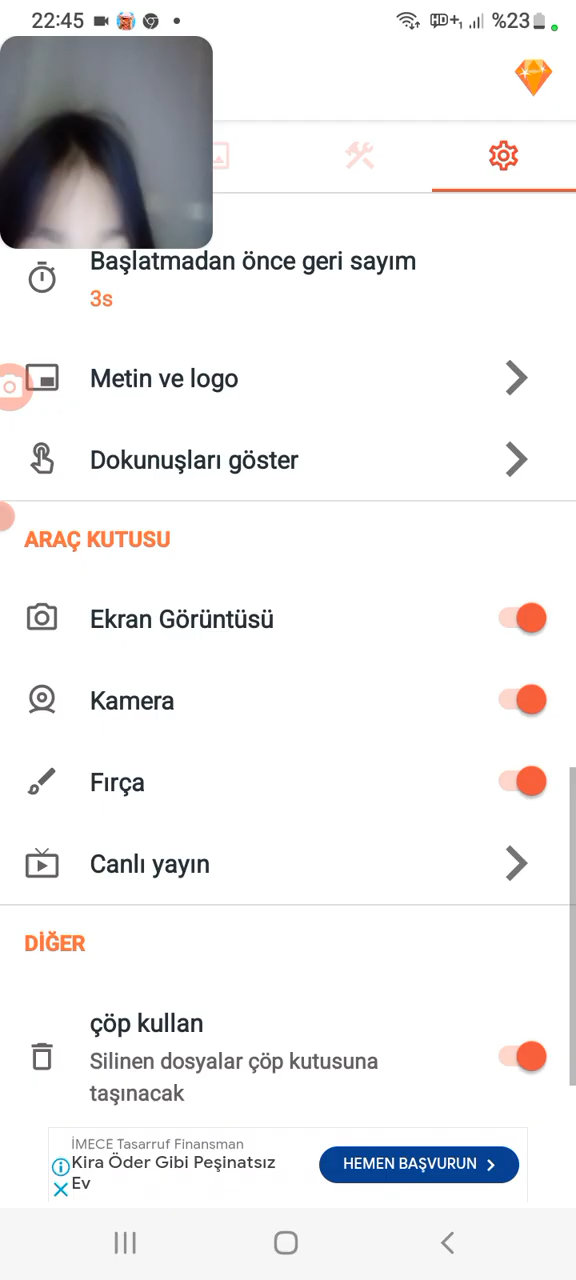 22:45
HD+1 %23
Başlatmadan önce geri sayım
3s
Metin ve logo
Dokunuşları göster
ARAÇ KUTUSU
Ekran Görüntüsü
Kamera
Fırça
Canlı yayın
DİĞER
çöp kullan
Silinen dosyalar çöp kutusuna
taşınacak
İMECE Tasarruf Finansman
Kira Öder Gibi Peşinatsız
Ev
HEMEN BAŞVURUN